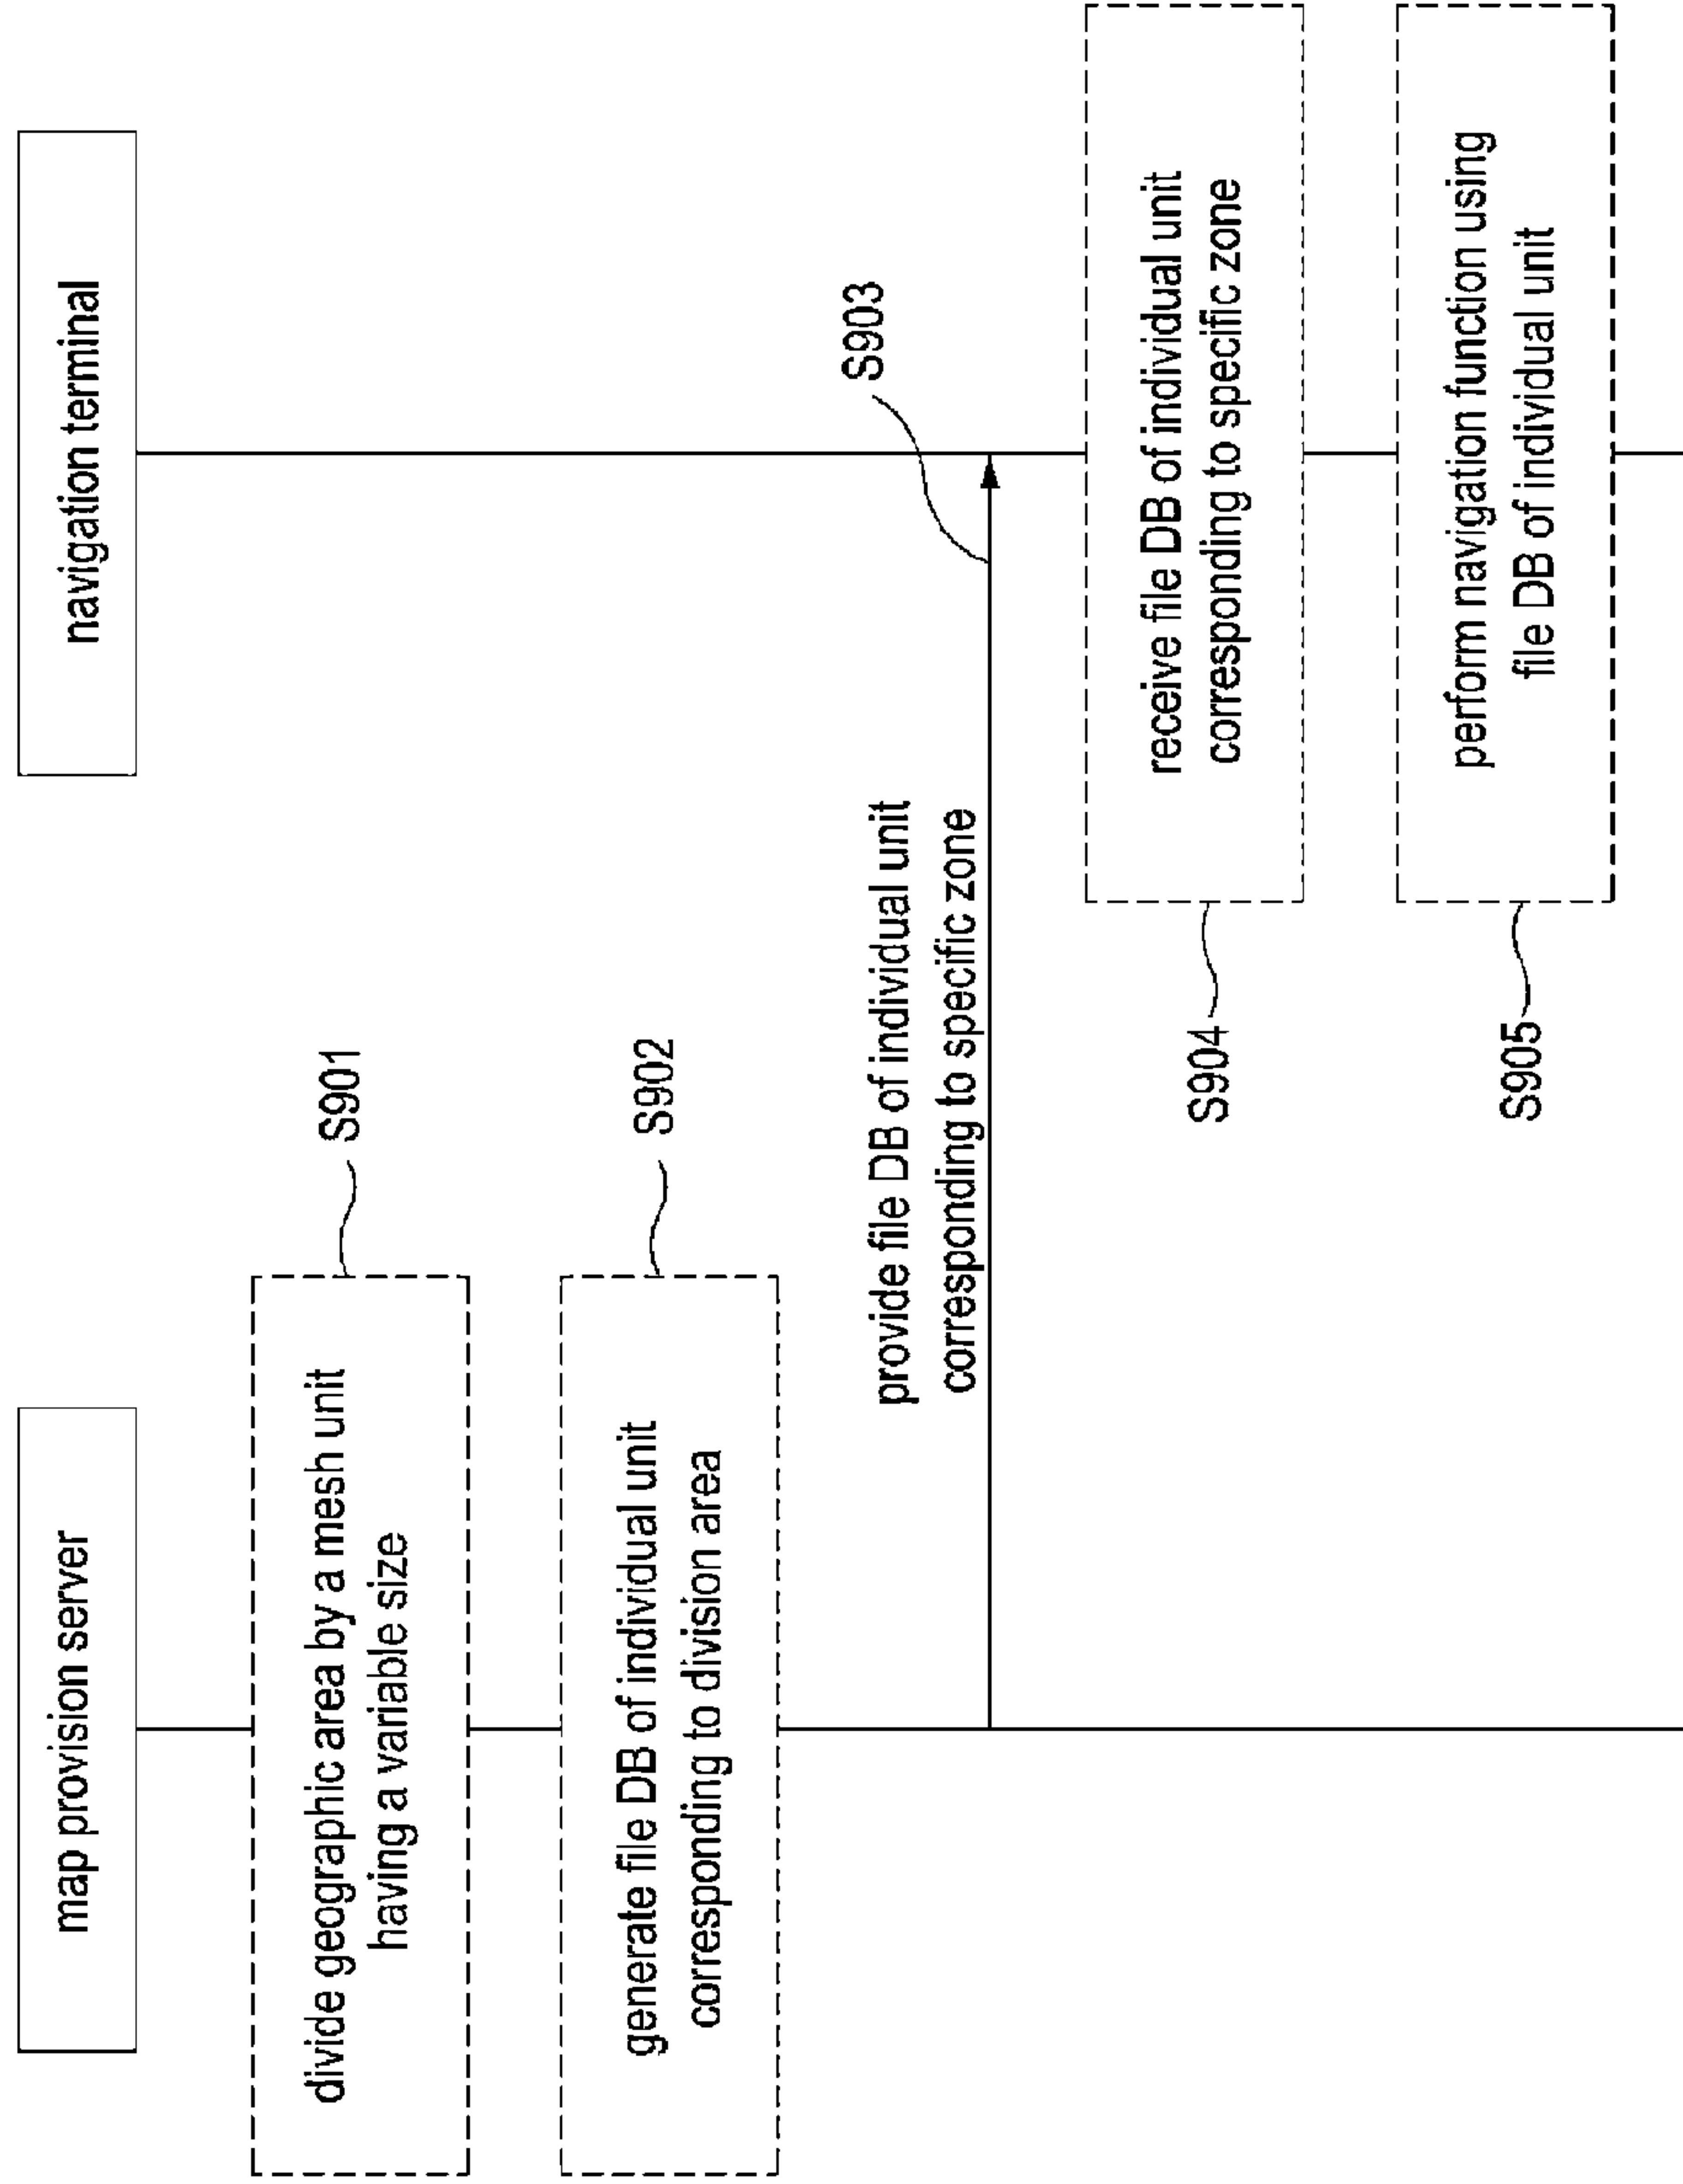 map provision server
navigation terminal
divide geographic area by a mesh unit
having a variable size
S901
generate file DB of individual unit
corresponding to division area
S902
provide file DB of individual unit
corresponding to specific zone
S903
receive file DB of individual unit
corresponding to specific zone
S904
perform navigation function using
file DB of individual unit
S905